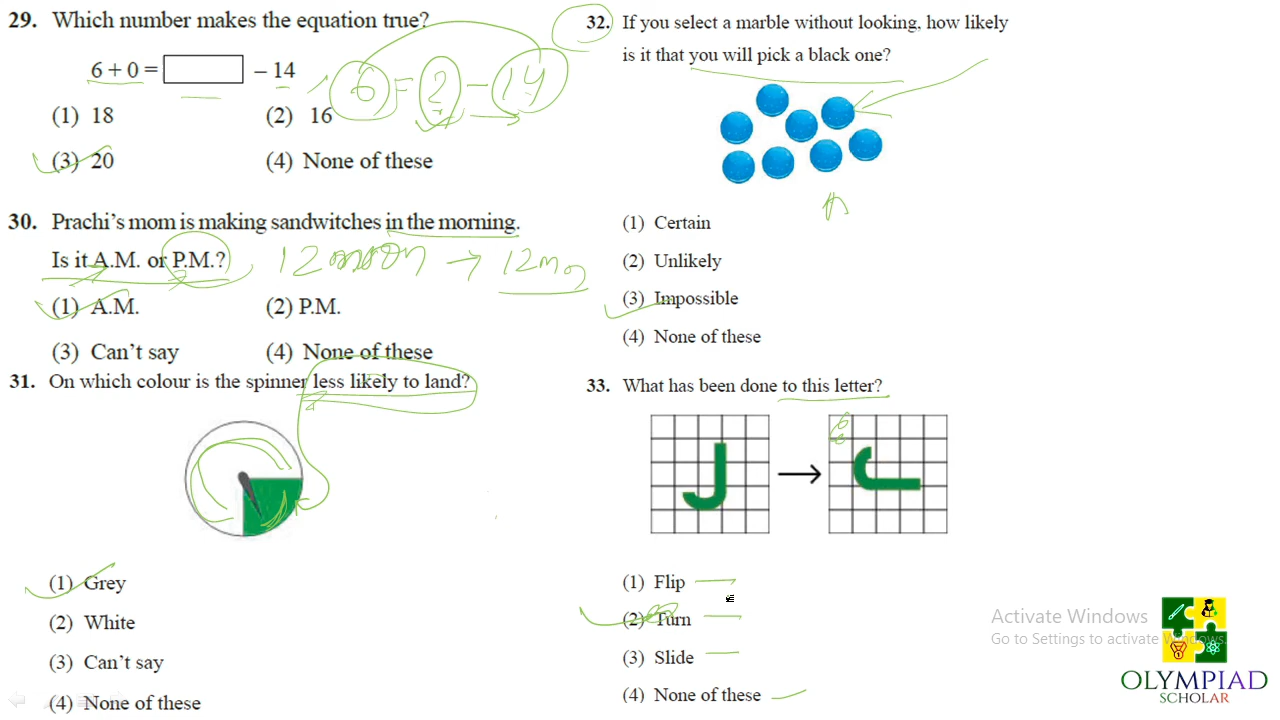 29. Which number makes the equation true?
6 + 0 = – 14
6 = 2 – 14
(1) 18 (2) 16
(3) 20 (4) None of these
30. Prachi’s mom is making sandwitches in the morning.
Is it A.M. or P.M.? 12 noon → 12 mg
(1) A.M. (2) P.M.
(3) Can’t say (4) None of these
31. On which colour is the spinner less likely to land?
(1) Grey
(2) White
(3) Can’t say
(4) None of these
32. If you select a marble without looking, how likely
is it that you will pick a black one?
(1) Certain
(2) Unlikely
(3) Impossible
(4) None of these
33. What has been done to this letter?
J
(1) Flip
(2) Turn
(3) Slide
(4) None of these
Activate Windows
Go to Settings to activate Windows.
OLYMPIAD
SCHOLAR